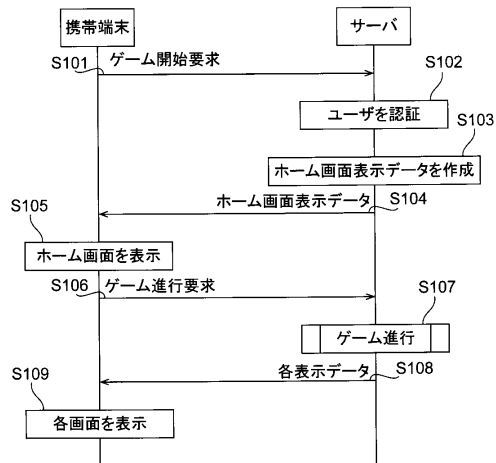 携帯端末
サーバ
S101
ゲーム開始要求
S102
ユーザを認証
S103
ホーム画面表示データを作成
ホーム画面表示データ
S104
S105
ホーム画面を表示
S106
ゲーム進行要求
S107
ゲーム進行
各表示データ
S108
S109
各画面を表示